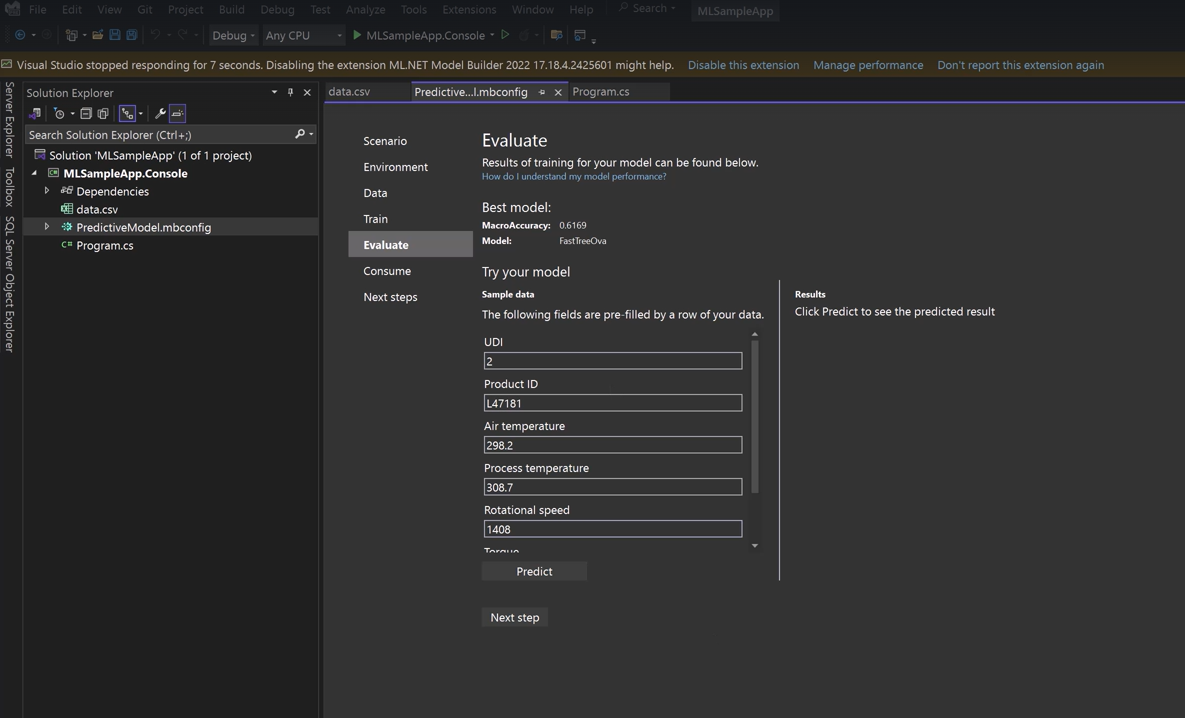 File Edit View Git Project Build Debug Test Analyze Tools Extensions Window Help Search MLSampleApp
Debug Any CPU MLSampleApp.Console
Visual Studio stopped responding for 7 seconds. Disabling the extension ML.NET Model Builder 2022 17.18.4.2425601 might help. Disable this extension Manage performance Don't report this extension again
Server Explorer
Toolbox
SQL Server Object Explorer
Solution Explorer
Search Solution Explorer (Ctrl+;)
Solution 'MLSampleApp' (1 of 1 project)
MLSampleApp.Console
Dependencies
data.csv
PredictiveModel.mbconfig
C# Program.cs
data.csv Predictive...l.mbconfig Program.cs
Scenario
Environment
Data
Train
Evaluate
Consume
Next steps
Evaluate
Results of training for your model can be found below.
How do I understand my model performance?
Best model:
MacroAccuracy: 0.6169
Model: FastTreeOva
Try your model
Sample data
The following fields are pre-filled by a row of your data.
UDI
2
Product ID
L47181
Air temperature
298.2
Process temperature
308.7
Rotational speed
1408
Torque
Predict
Next step
Results
Click Predict to see the predicted result